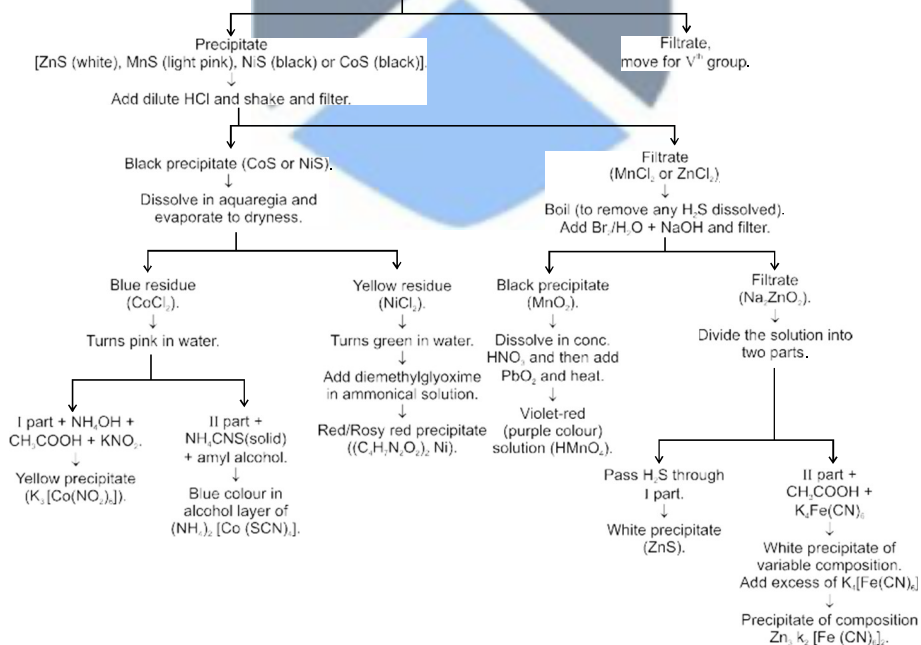 Precipitate
[ZnS (white), MnS (light pink), NiS (black) or CoS (black)].
↓
Add dilute HCl and shake and filter.
Filtrate,
move for Vth group.
Black precipitate (CoS or NiS).
↓
Dissolve in aquaregia and
evaporate to dryness.
Filtrate
(MnCl₂ or ZnCl₂)
↓
Boil (to remove any H₂S dissolved).
Add Br₂/H₂O + NaOH and filter.
Blue residue
(CoCl₂).
↓
Turns pink in water.
Yellow residue
(NiCl₂).
↓
Turns green in water.
↓
Add diemethylglyoxime
in ammonical solution.
↓
Red/Rosy red precipitate
((C₄H₇N₂O₂)₂ Ni).
Black precipitate
(MnO₂).
↓
Dissolve in conc.
HNO₃ and then add
PbO₂ and heat.
↓
Violet-red
(purple colour)
solution (HMnO₄).
Filtrate
(Na₂ZnO₂).
↓
Divide the solution into
two parts.
I part + NH₄OH +
CH₃COOH + KNO₂.
↓
Yellow precipitate
(K₃ [Co(NO₂)₆]).
II part +
NH₄CNS(solid)
+ amyl alcohol.
↓
Blue colour in
alcohol layer of
(NH₄)₂ [Co (SCN)₄].
Pass H₂S through
I part.
↓
White precipitate
(ZnS).
II part +
CH₃COOH +
K₄Fe(CN)₆
↓
White precipitate of
variable composition.
Add excess of K₄[Fe(CN)₆]
↓
Precipitate of composition
Zn₃ k₂ [Fe (CN)₆]₂.